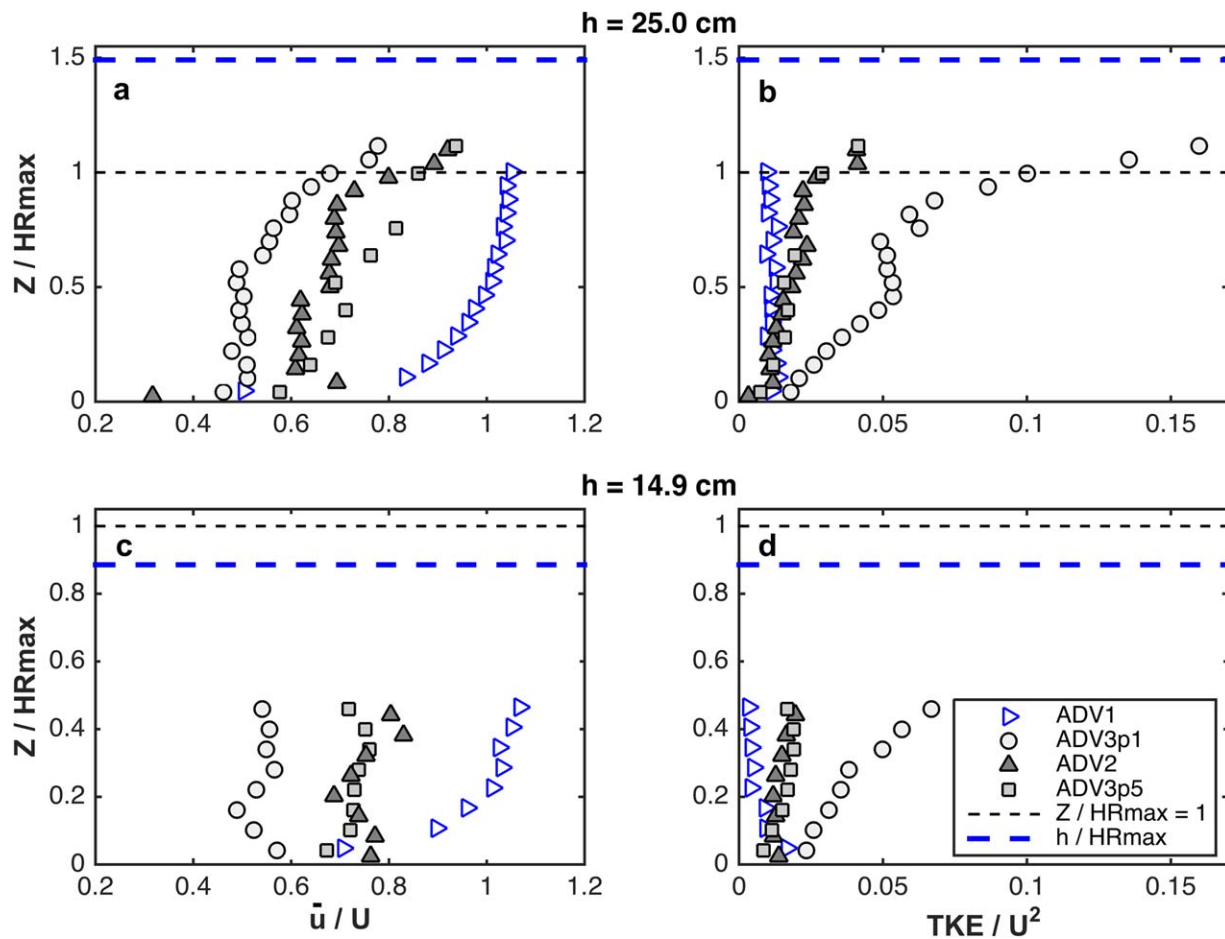 h = 25.0 cm
a
b
Z / HRmax
1.5
1
0.5
0
0.2 0.4 0.6 0.8 1 1.2
1.5
1
0.5
0
0 0.05 0.1 0.15
h = 14.9 cm
c
d
Z / HRmax
1
0.8
0.6
0.4
0.2
0
0.2 0.4 0.6 0.8 1 1.2
ū / U
1
0.8
0.6
0.4
0.2
0
0 0.05 0.1 0.15
TKE / U²
ADV1
ADV3p1
ADV2
ADV3p5
Z / HRmax = 1
h / HRmax